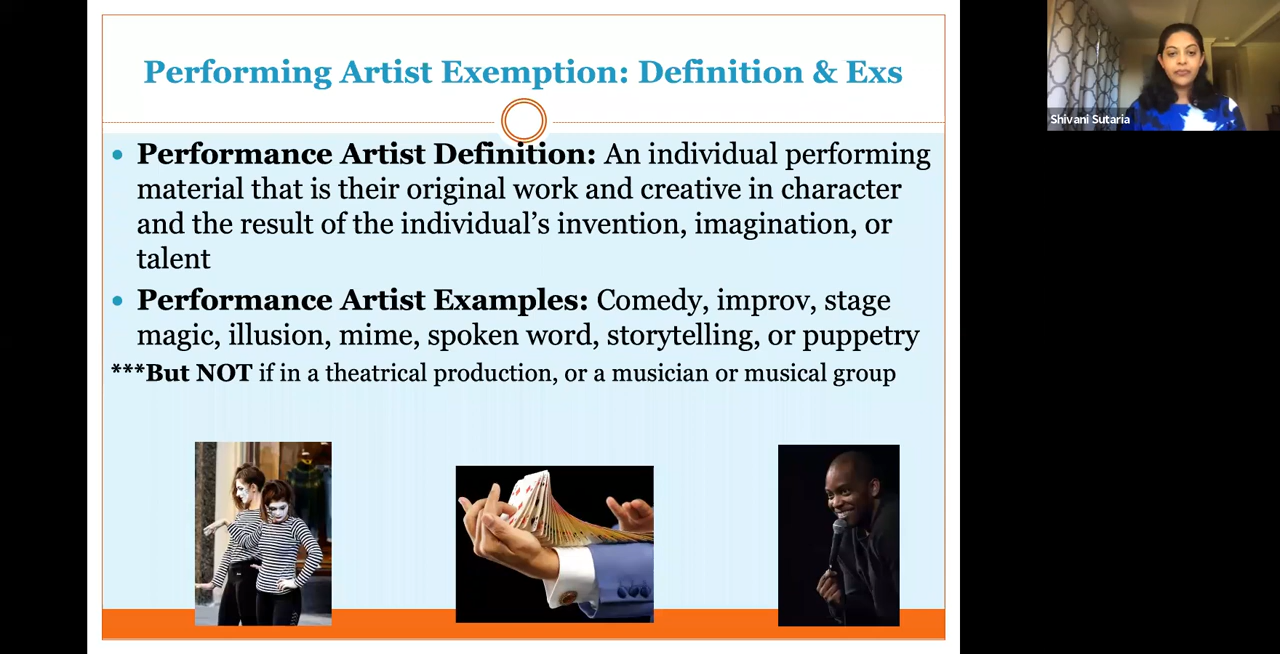 Performing Artist Exemption: Definition & Exs
• Performance Artist Definition: An individual performing
material that is their original work and creative in character
and the result of the individual’s invention, imagination, or
talent
• Performance Artist Examples: Comedy, improv, stage
magic, illusion, mime, spoken word, storytelling, or puppetry
***But NOT if in a theatrical production, or a musician or musical group
Shivani Sutaria